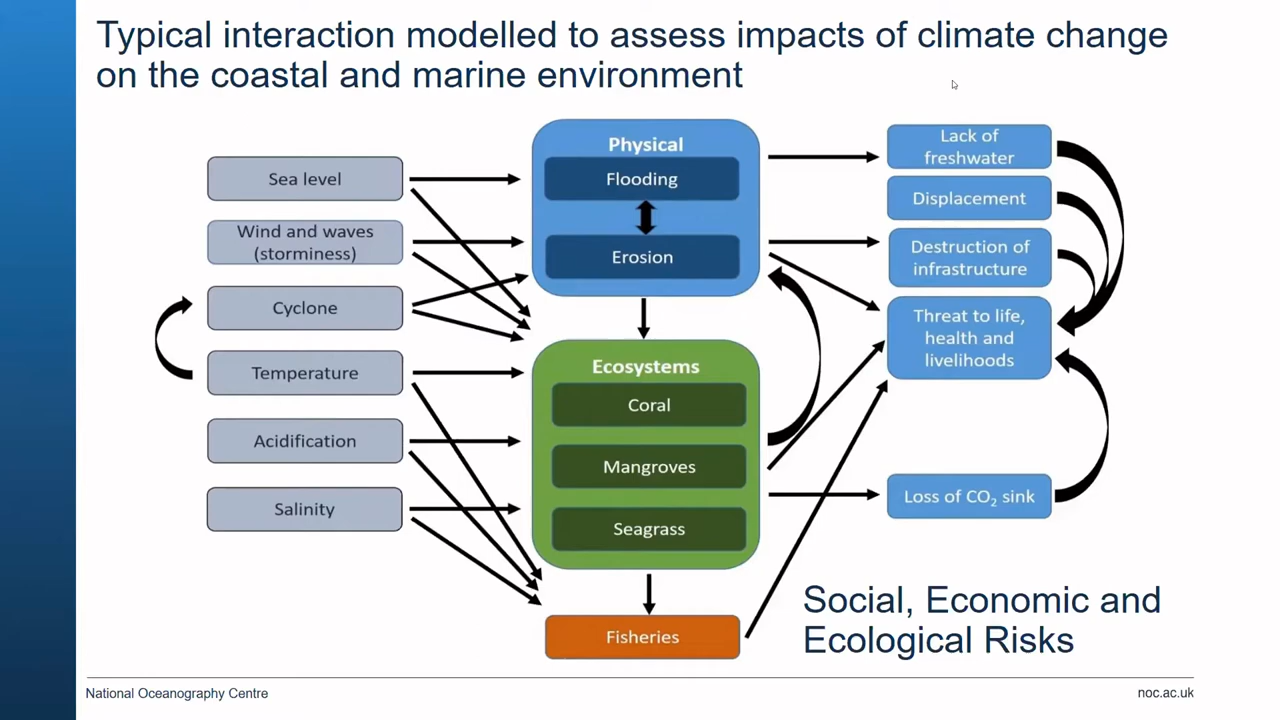 Typical interaction modelled to assess impacts of climate change
on the coastal and marine environment
Sea level
Wind and waves
(storminess)
Cyclone
Temperature
Acidification
Salinity
Physical
Flooding
Erosion
Ecosystems
Coral
Mangroves
Seagrass
Fisheries
Lack of
freshwater
Displacement
Destruction of
infrastructure
Threat to life,
health and
livelihoods
Loss of CO₂ sink
Social, Economic and
Ecological Risks
National Oceanography Centre
noc.ac.uk